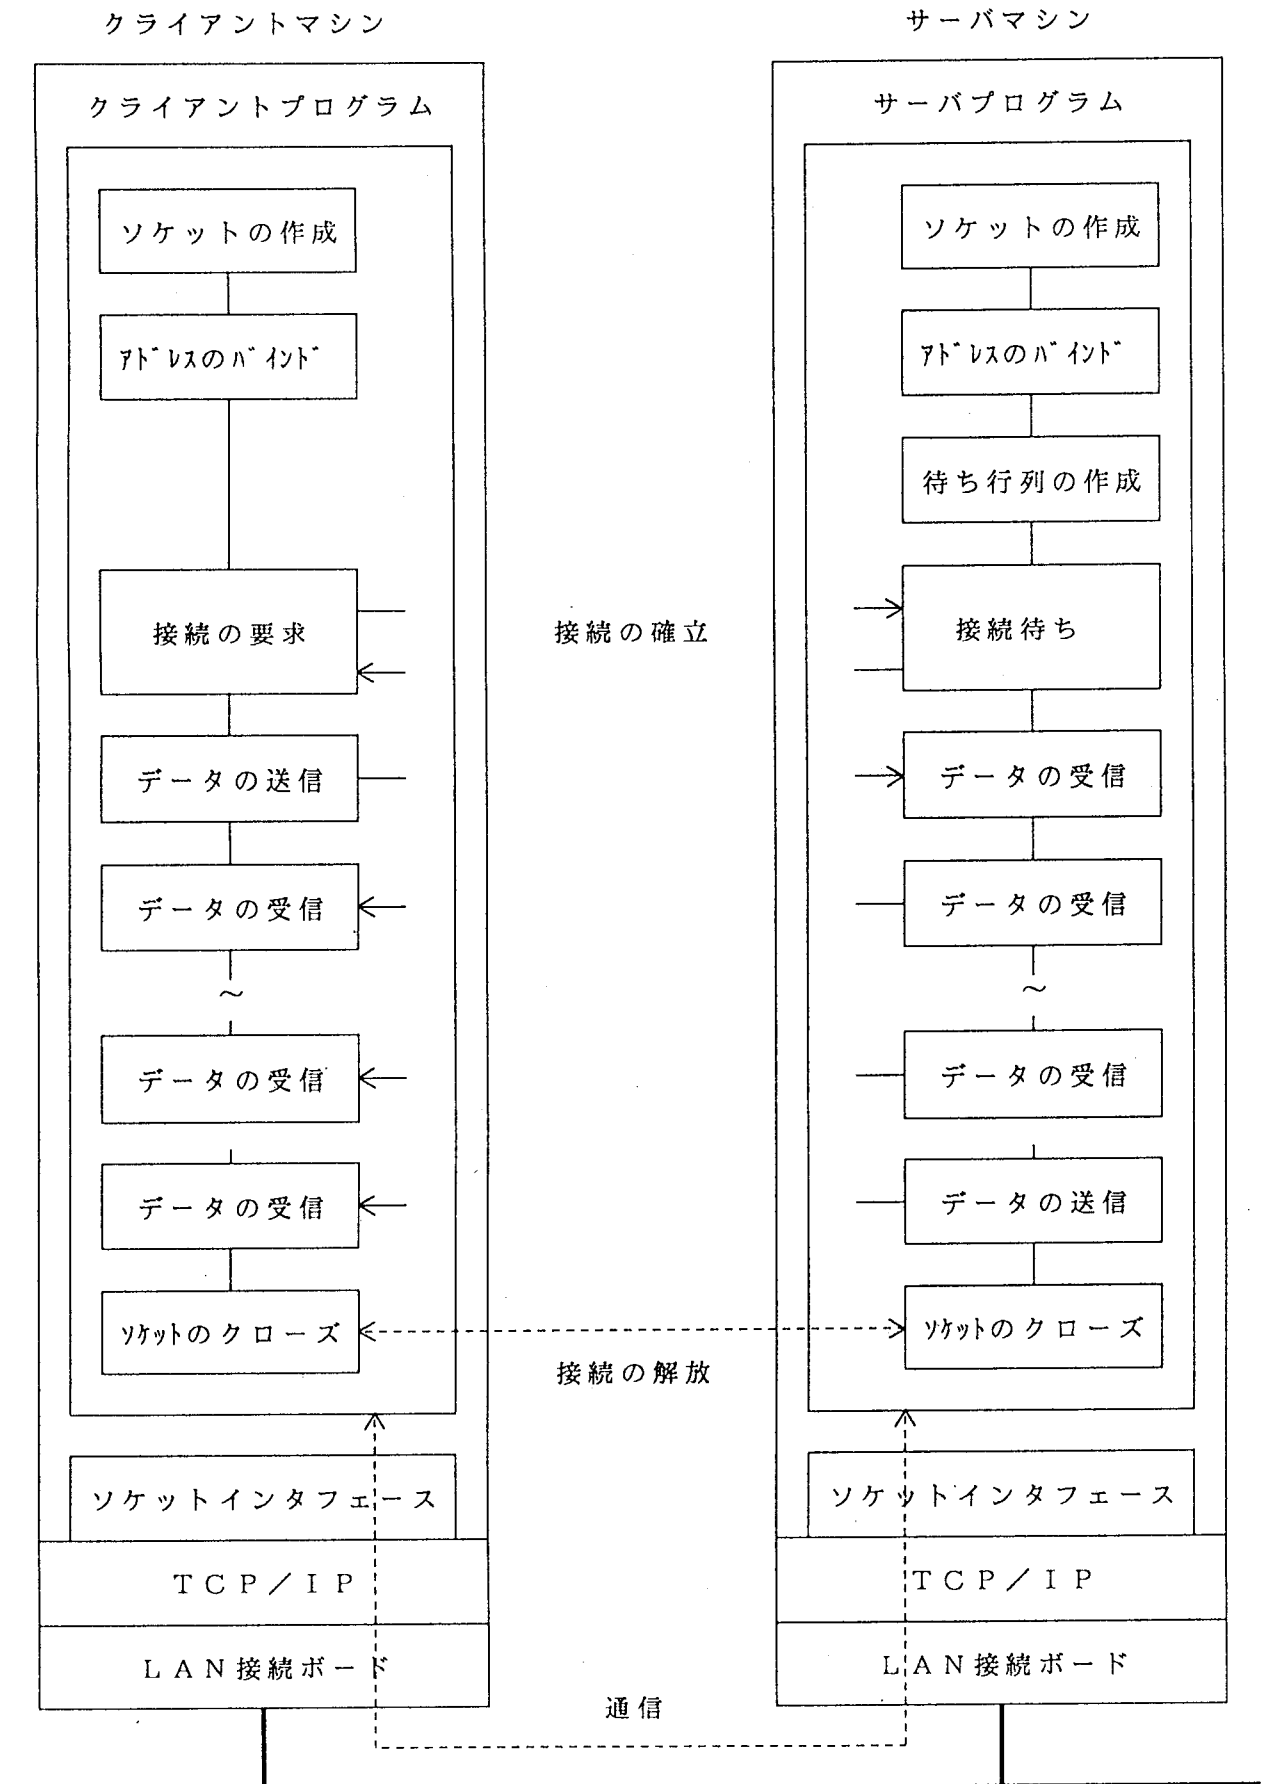 クライアントマシン
クライアントプログラム
ソケットの作成
ｱﾄﾞﾚｽのﾊﾞｲﾝﾄﾞ
接続の要求
データの送信
データの受信
～
データの受信
データの受信
ｿｹｯﾄのクローズ
ソケットインタフェース
ＴＣＰ／ＩＰ
ＬＡＮ接続ボード
接続の確立
接続の解放
通信
サーバマシン
サーバプログラム
ソケットの作成
ｱﾄﾞﾚｽのﾊﾞｲﾝﾄﾞ
待ち行列の作成
接続待ち
データの受信
データの受信
～
データの受信
データの送信
ｿｹｯﾄのクローズ
ソケットインタフェース
ＴＣＰ／ＩＰ
ＬＡＮ接続ボード